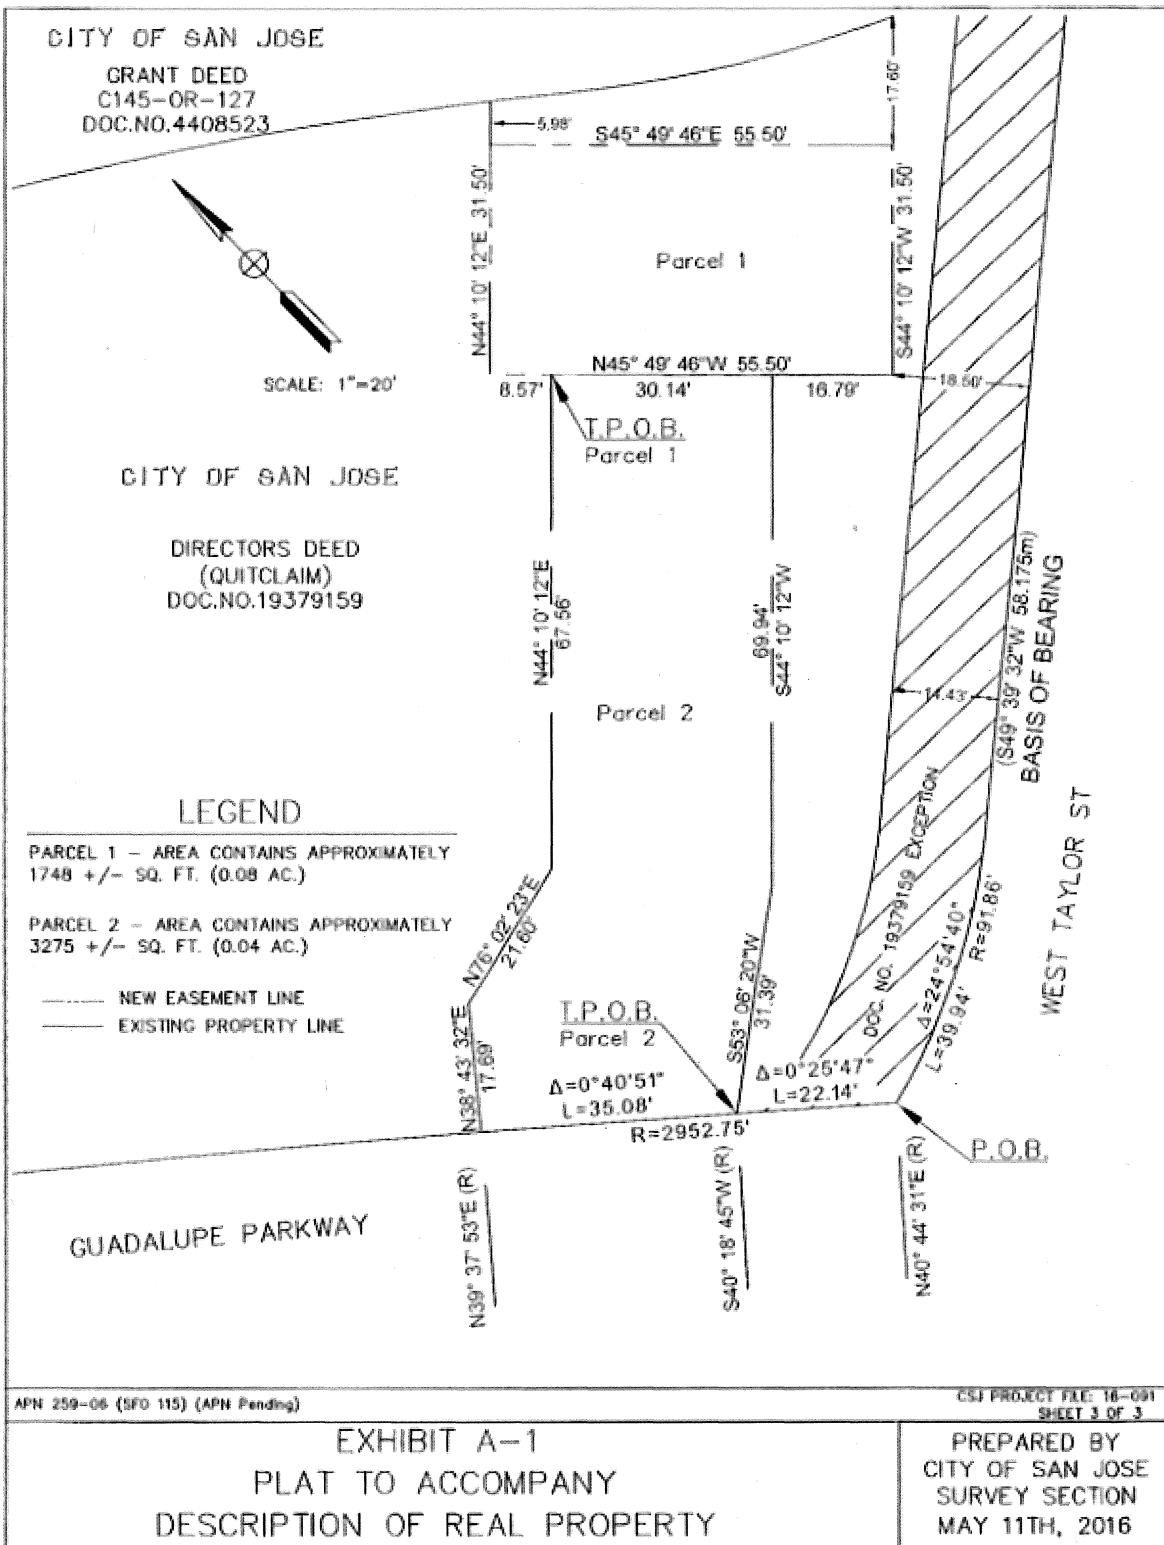 CITY OF SAN JOSE
GRANT DEED
C145-OR-127
DOC.NO.4408523
5.98'
S45° 49' 46"E 55.50'
17.60'
N44° 10' 12"E 31.50'
Parcel 1
S44° 10' 12"W 31.50'
SCALE: 1"=20'
N45° 49' 46"W 55.50'
8.57'
30.14'
16.79'
18.50'
T.P.O.B.
Parcel 1
CITY OF SAN JOSE
DIRECTORS DEED
(QUITCLAIM)
DOC.NO.19379159
N44° 10' 12"E
67.56'
69.94'
S44° 10' 12"W
(S49° 39' 32"W 58.175m)
BASIS OF BEARING
11.43'
Parcel 2
WEST TAYLOR ST
LEGEND
PARCEL 1 - AREA CONTAINS APPROXIMATELY
1748 +/- SQ. FT. (0.08 AC.)
PARCEL 2 - AREA CONTAINS APPROXIMATELY
3275 +/- SQ. FT. (0.04 AC.)
NEW EASEMENT LINE
EXISTING PROPERTY LINE
N76° 02' 23"E
21.60'
N38° 43' 32"E
17.69'
T.P.O.B.
Parcel 2
S53° 06' 20"W
31.39'
DOC. NO. 19379159 EXCEPTION
Δ=24°54'40"
L=39.94'
R=91.86'
Δ=0°40'51"
L=35.08'
Δ=0°25'47"
L=22.14'
R=2952.75'
P.O.B.
GUADALUPE PARKWAY
N39° 37' 53"E (R)
S40° 18' 45"W (R)
N40° 44' 31"E (R)
APN 259-06 (SFO 115) (APN Pending)
CSJ PROJECT FILE: 16-091
SHEET 3 OF 3
EXHIBIT A-1
PLAT TO ACCOMPANY
DESCRIPTION OF REAL PROPERTY
PREPARED BY
CITY OF SAN JOSE
SURVEY SECTION
MAY 11TH, 2016